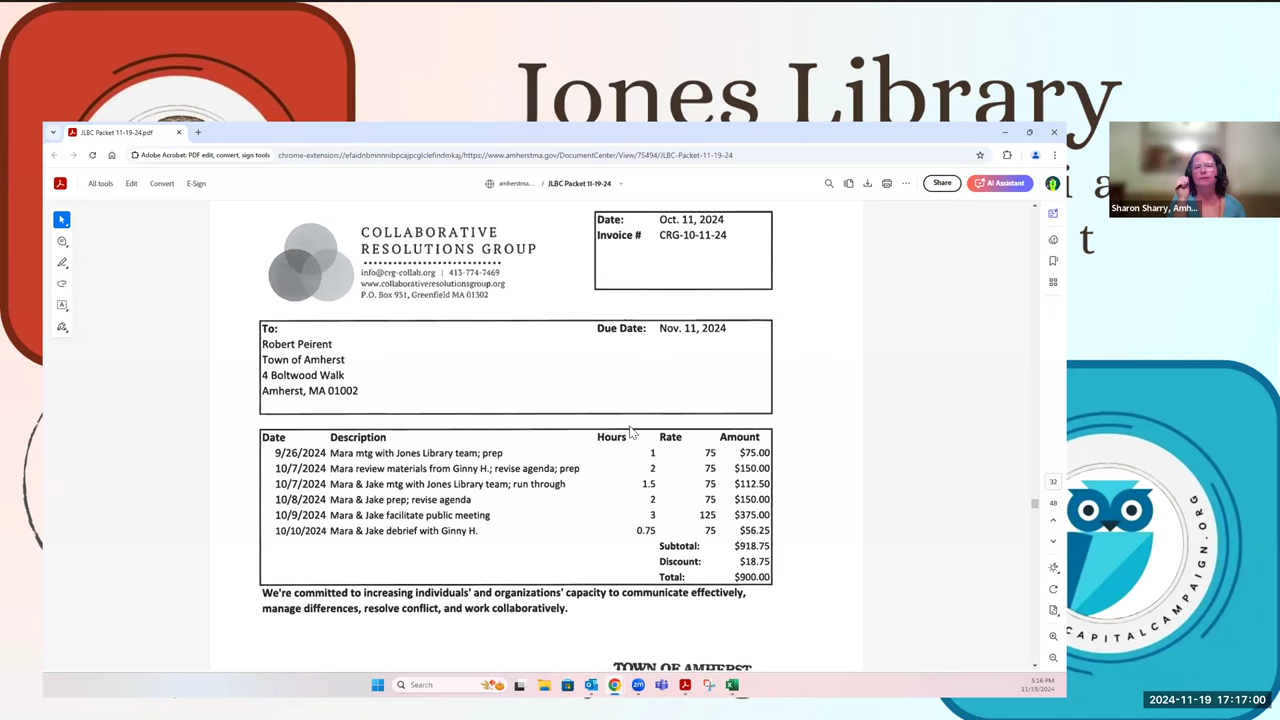 Jones Library
JLBC Packet 11-19-24.pdf
Adobe Acrobat: PDF edit, convert, sign tools
chrome-extension://efaidnbmnnnibpcajpcglclefindmkaj/https://www.amherstma.gov/DocumentCenter/View/75494/JLBC-Packet-11-19-24
All tools Edit Convert E-Sign
amherstma... / JLBC Packet 11-19-24
Share AI Assistant
Sharon Sharry, Amh...
i a
t
COLLABORATIVE
RESOLUTIONS GROUP
info@crg-collab.org | 413-774-7469
www.collaborativeresolutionsgroup.org
P.O. Box 931, Greenfield MA 01302
Date: Oct. 11, 2024
Invoice # CRG-10-11-24
To: Due Date: Nov. 11, 2024
Robert Peirent
Town of Amherst
4 Boltwood Walk
Amherst, MA 01002
Date Description Hours Rate Amount
9/26/2024 Mara mtg with Jones Library team; prep 1 75 $75.00
10/7/2024 Mara review materials from Ginny H.; revise agenda; prep 2 75 $150.00
10/7/2024 Mara & Jake mtg with Jones Library team; run through 1.5 75 $112.50
10/8/2024 Mara & Jake prep; revise agenda 2 75 $150.00
10/9/2024 Mara & Jake facilitate public meeting 3 125 $375.00
10/10/2024 Mara & Jake debrief with Ginny H. 0.75 75 $56.25
Subtotal: $918.75
Discount: $18.75
Total: $900.00
We're committed to increasing individuals' and organizations' capacity to communicate effectively,
manage differences, resolve conflict, and work collaboratively.
TOWN OF AMHERST
32
48
CAPITALCAMPAIGN.ORG
Search
5:16 PM
11/19/2024
2024-11-19 17:17:00